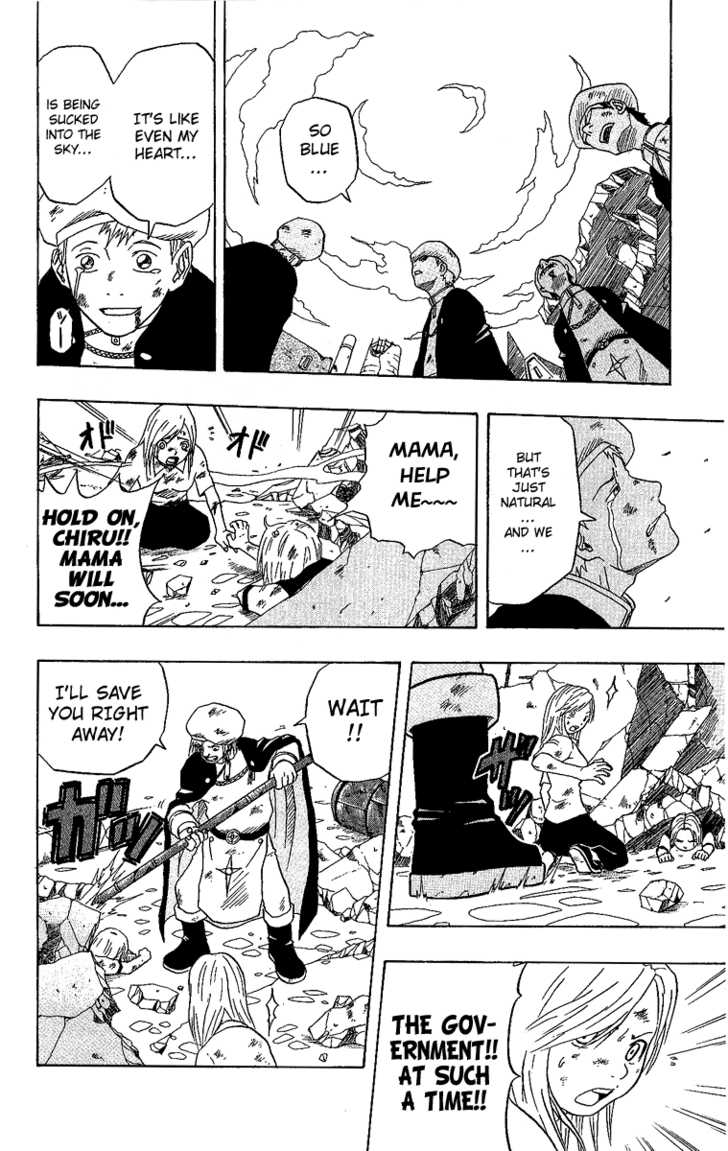 SO
BLUE
...
IT'S LIKE
EVEN MY
HEART...
IS BEING
SUCKED
INTO THE
SKY...
BUT
THAT'S
JUST
NATURAL
...
AND WE
...
MAMA,
HELP
ME~~~
オド
オド
HOLD ON,
CHIRU!!
MAMA
WILL
SOON...
ガッ
THE GOV-
ERNMENT!!
AT SUCH
A TIME!!
WAIT
!!
I'LL SAVE
YOU RIGHT
AWAY!
ガッ